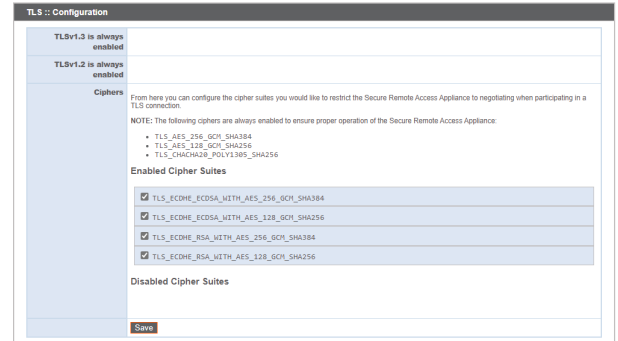 TLS :: Configuration
TLSv1.3 is always
enabled
TLSv1.2 is always
enabled
Ciphers
From here you can configure the cipher suites you would like to restrict the Secure Remote Access Appliance to negotiating when participating in a
TLS connection.
NOTE: The following ciphers are always enabled to ensure proper operation of the Secure Remote Access Appliance:
• TLS_AES_256_GCM_SHA384
• TLS_AES_128_GCM_SHA256
• TLS_CHACHA20_POLY1305_SHA256
Enabled Cipher Suites
TLS_ECDHE_ECDSA_WITH_AES_256_GCM_SHA384
TLS_ECDHE_ECDSA_WITH_AES_128_GCM_SHA256
TLS_ECDHE_RSA_WITH_AES_256_GCM_SHA384
TLS_ECDHE_RSA_WITH_AES_128_GCM_SHA256
Disabled Cipher Suites
Save